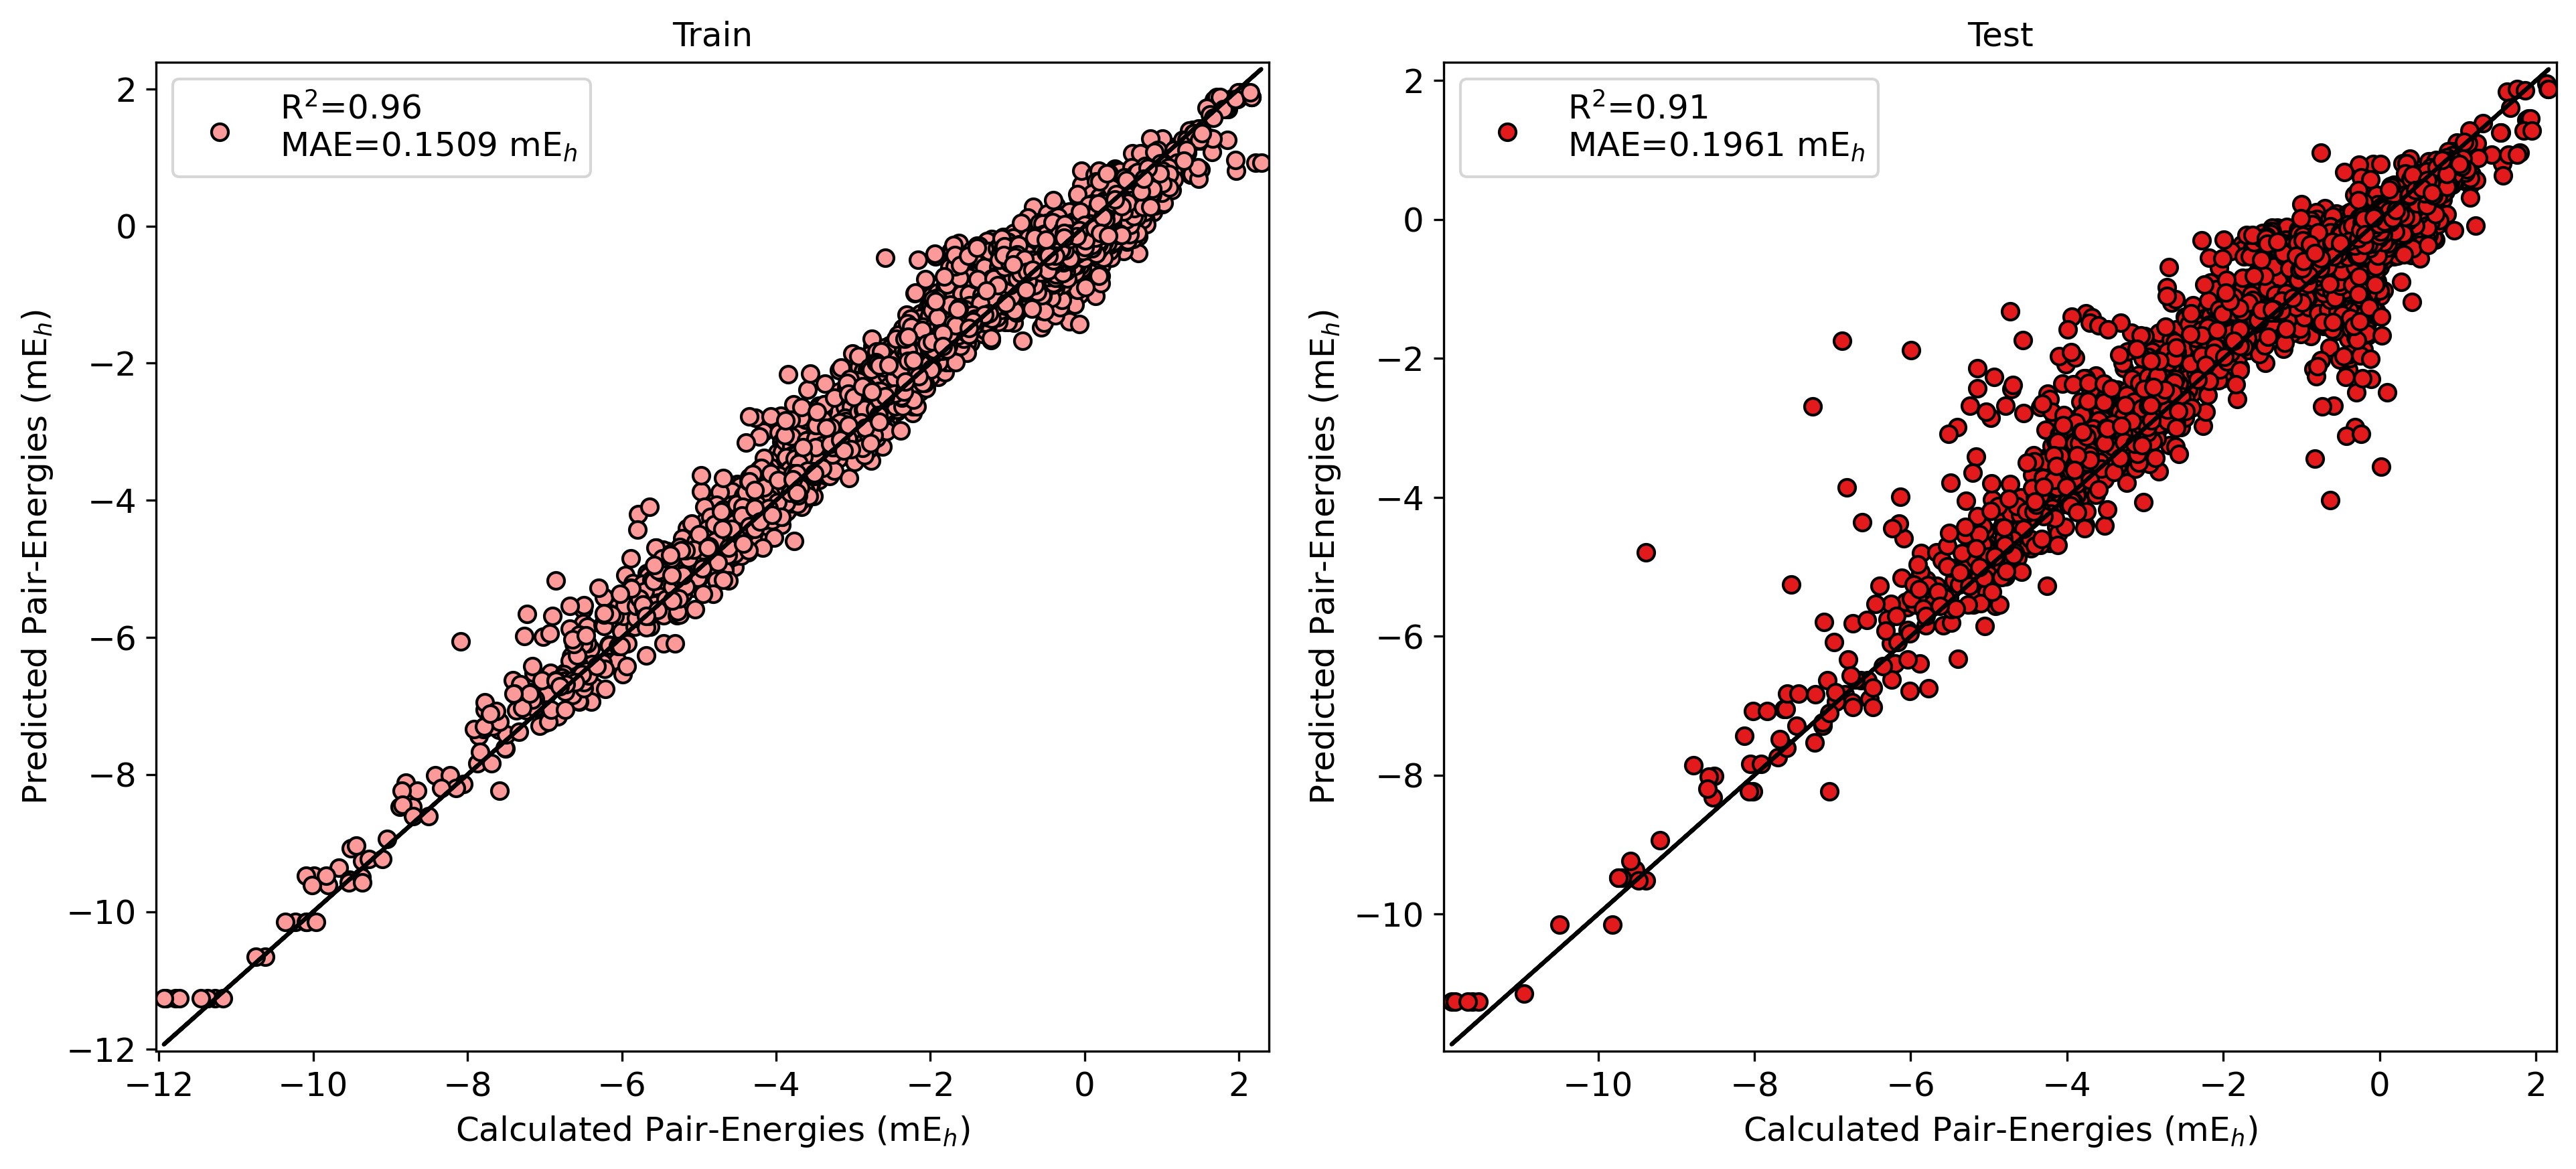 Train
R²=0.96
MAE=0.1509 mEₕ
2
0
−2
−4
−6
−8
−10
−12
Predicted Pair-Energies (mEₕ)
−12 −10 −8 −6 −4 −2 0 2
Calculated Pair-Energies (mEₕ)
Test
R²=0.91
MAE=0.1961 mEₕ
2
0
−2
−4
−6
−8
−10
Predicted Pair-Energies (mEₕ)
−10 −8 −6 −4 −2 0 2
Calculated Pair-Energies (mEₕ)